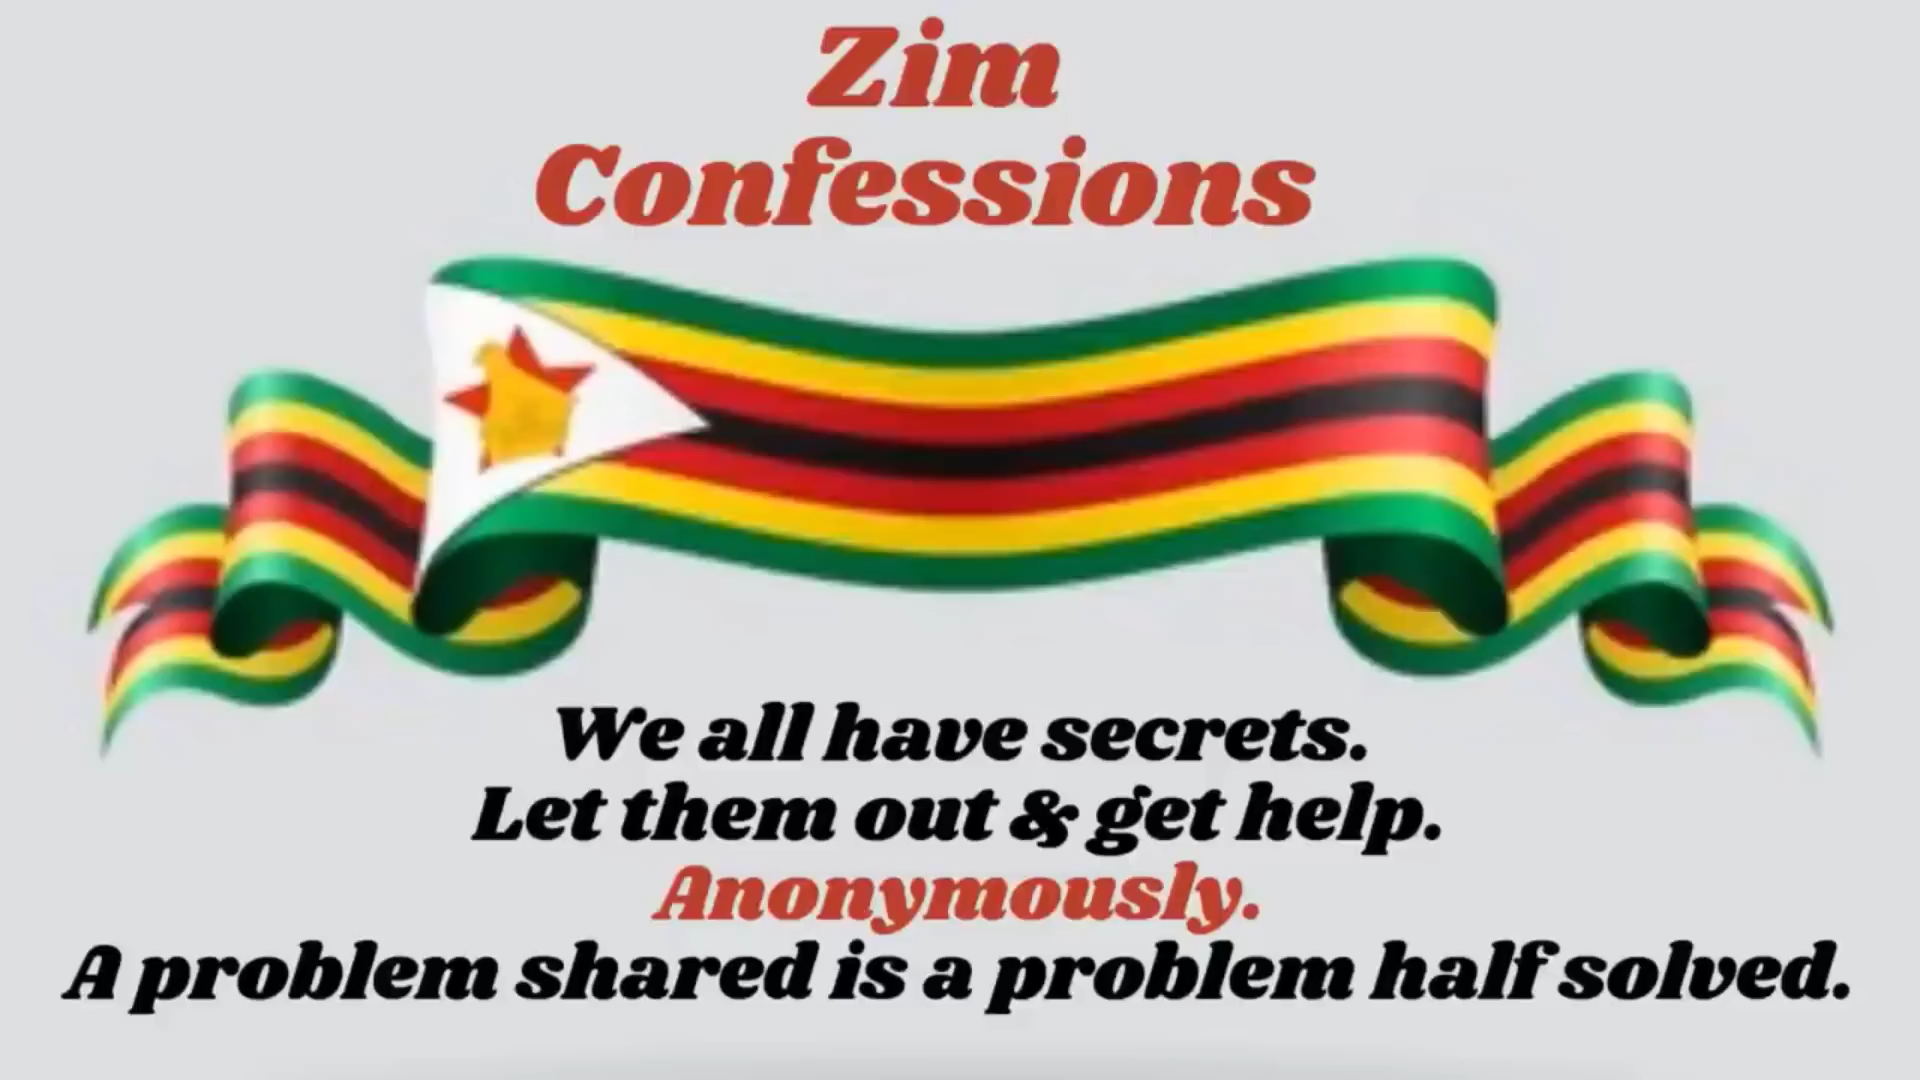 Zim
Confessions
We all have secrets.
Let them out & get help.
Anonymously.
A problem shared is a problem half solved.